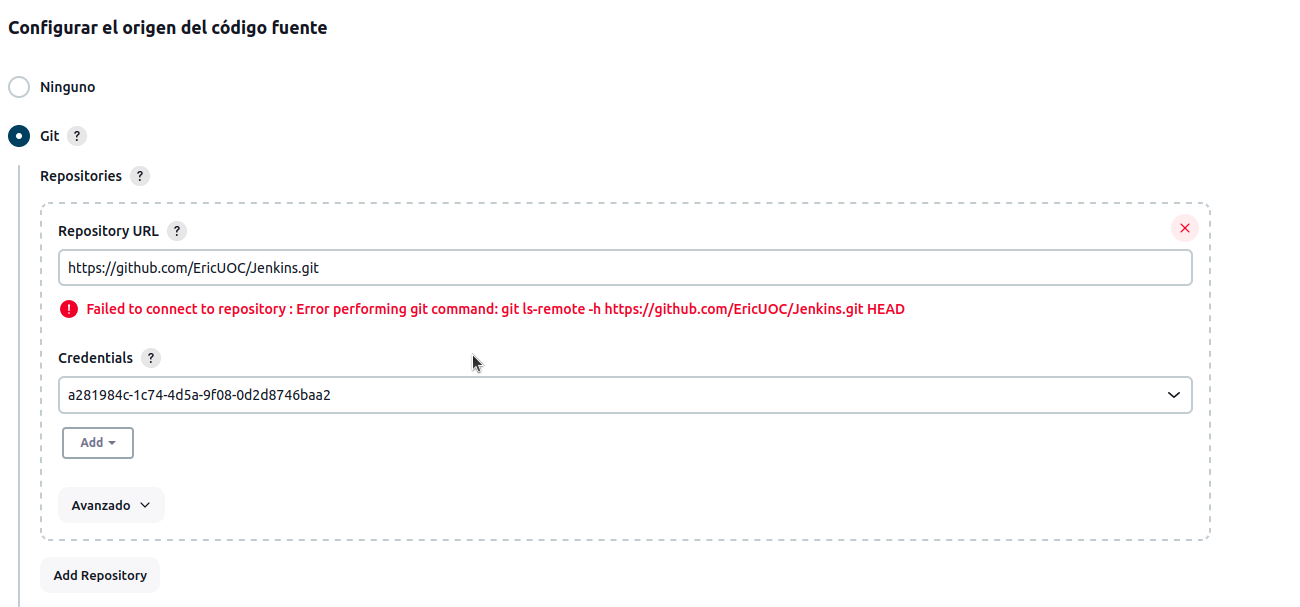 Configurar el origen del código fuente
Ninguno
Git ?
Repositories ?
Repository URL ?
https://github.com/EricUOC/Jenkins.git
Failed to connect to repository : Error performing git command: git ls-remote -h https://github.com/EricUOC/Jenkins.git HEAD
Credentials ?
a281984c-1c74-4d5a-9f08-0d2d8746baa2
Add
Avanzado
Add Repository